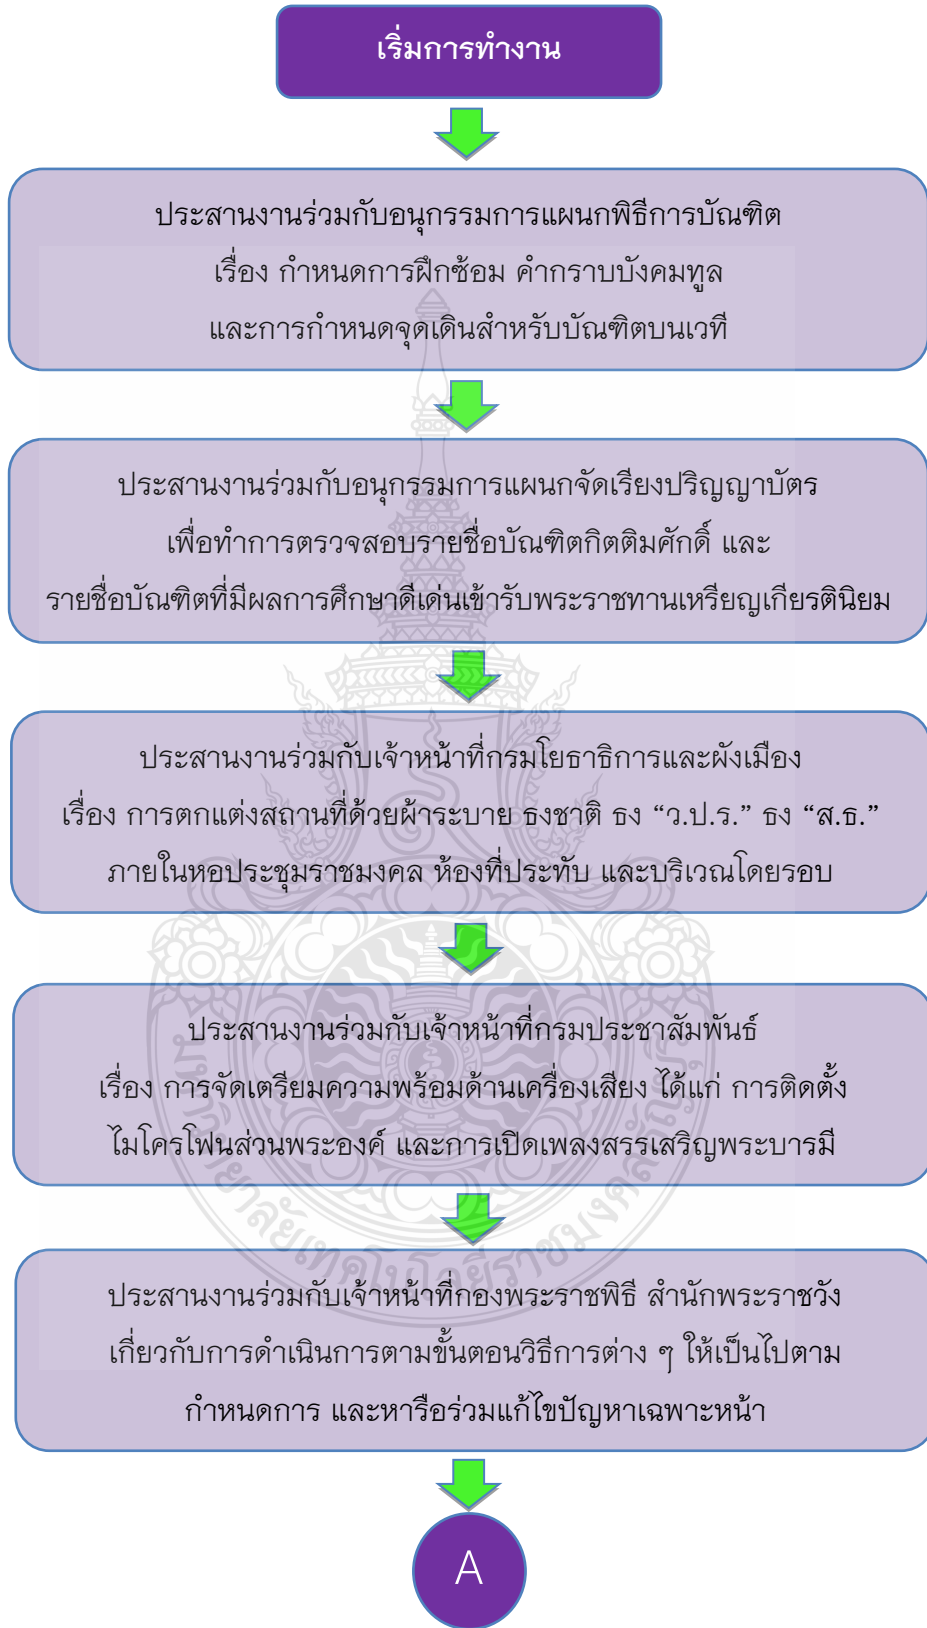 เริ่มการทำงาน
ประสานงานร่วมกับอนุกรรมการแผนกพิธีการบัณฑิต
เรื่อง กำหนดการฝึกซ้อม คำกราบบังคมทูล
และการกำหนดจุดเดินสำหรับบัณฑิตบนเวที
ประสานงานร่วมกับอนุกรรมการแผนกจัดเรียงปริญญาบัตร
เพื่อทำการตรวจสอบรายชื่อบัณฑิตกิตติมศักดิ์ และ
รายชื่อบัณฑิตที่มีผลการศึกษาดีเด่นเข้ารับพระราชทานเหรียญเกียรตินิยม
ประสานงานร่วมกับเจ้าหน้าที่กรมโยธาธิการและผังเมือง
เรื่อง การตกแต่งสถานที่ด้วยผ้าระบาย ธงชาติ ธง “ว.ป.ร.” ธง “ส.ธ.”
ภายในหอประชุมราชมงคล ห้องที่ประทับ และบริเวณโดยรอบ
ประสานงานร่วมกับเจ้าหน้าที่กรมประชาสัมพันธ์
เรื่อง การจัดเตรียมความพร้อมด้านเครื่องเสียง ได้แก่ การติดตั้ง
ไมโครโฟนส่วนพระองค์ และการเปิดเพลงสรรเสริญพระบารมี
ประสานงานร่วมกับเจ้าหน้าที่กองพระราชพิธี สำนักพระราชวัง
เกี่ยวกับการดำเนินการตามขั้นตอนวิธีการต่าง ๆ ให้เป็นไปตาม
กำหนดการ และหารือร่วมแก้ไขปัญหาเฉพาะหน้า
A
มหาวิทยาลัยเทคโนโลยีราชมงคลธัญบุรี